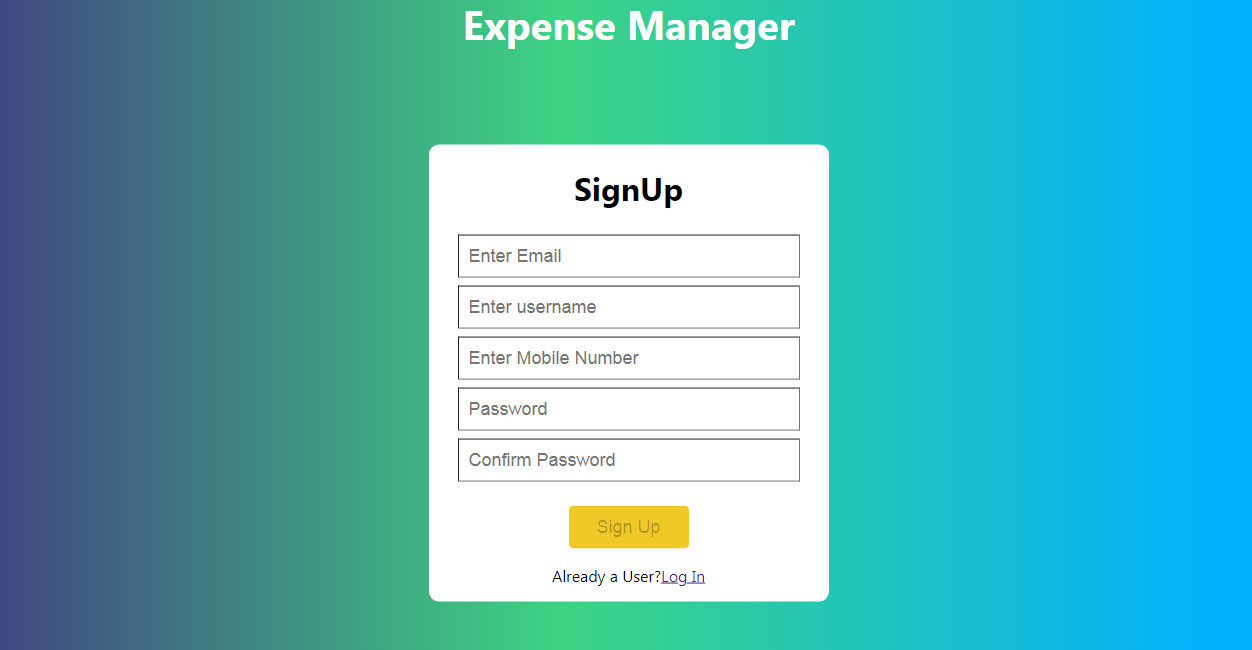 Expense Manager
SignUp
Enter Email
Enter username
Enter Mobile Number
Password
Confirm Password
Sign Up
Already a User?Log In